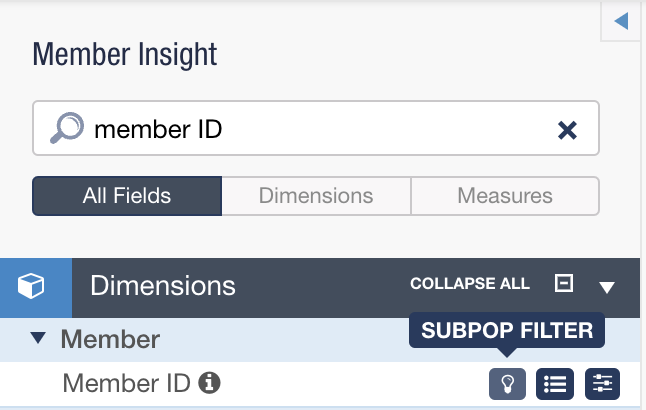 Member Insight
member ID
All Fields Dimensions Measures
Dimensions COLLAPSE ALL
SUBPOP FILTER
Member
Member ID